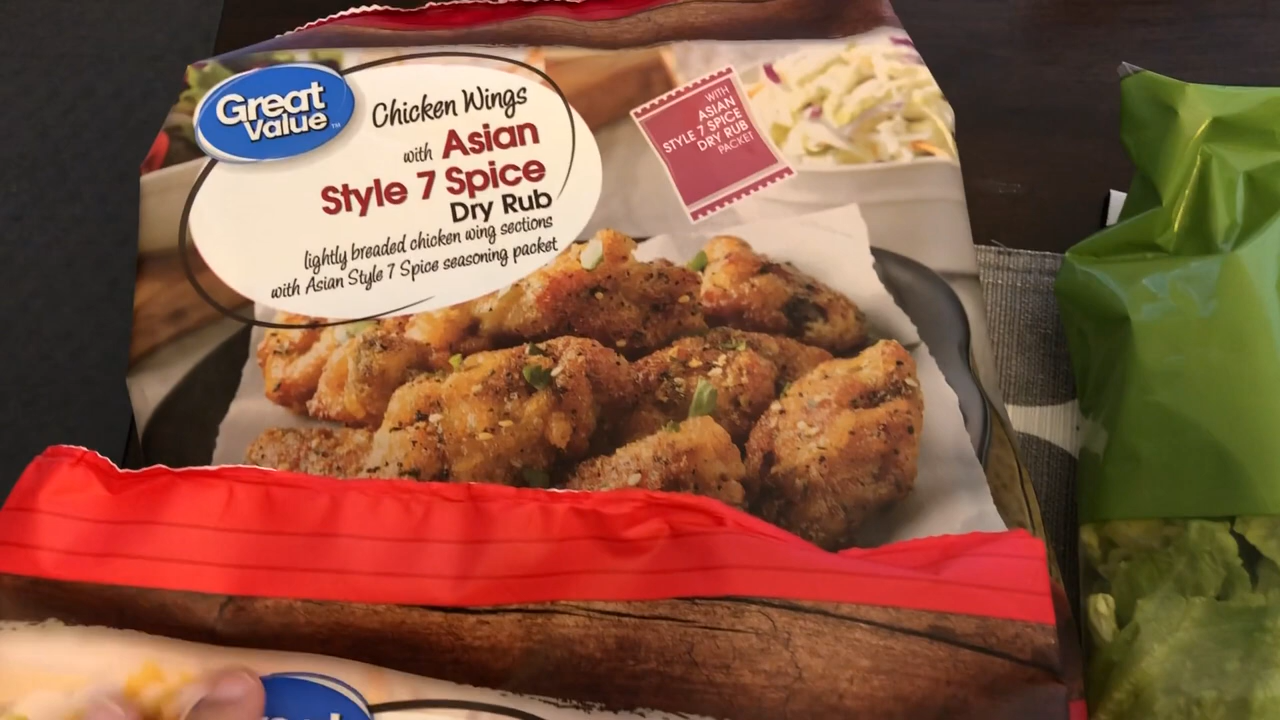 Great
Value
TM
Chicken Wings
with Asian
Style 7 Spice
Dry Rub
lightly breaded chicken wing sections
with Asian Style 7 Spice seasoning packet
WITH
ASIAN
STYLE 7 SPICE
DRY RUB
PACKET